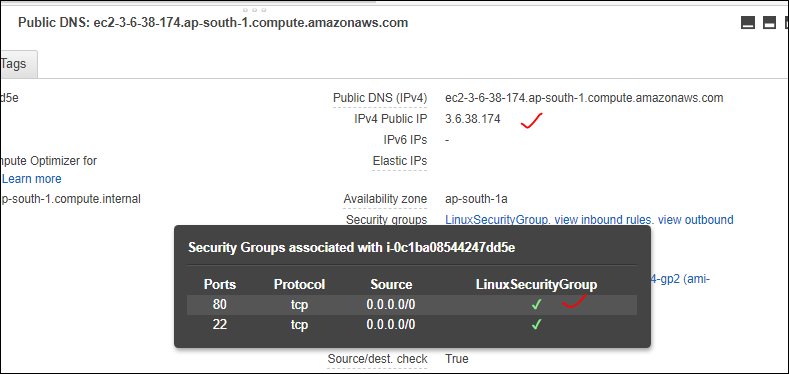 Public DNS: ec2-3-6-38-174.ap-south-1.compute.amazonaws.com
Tags
d5e
Public DNS (IPv4) ec2-3-6-38-174.ap-south-1.compute.amazonaws.com
IPv4 Public IP 3.6.38.174
IPv6 IPs -
mpute Optimizer for Elastic IPs
Learn more
ap-south-1.compute.internal Availability zone ap-south-1a
Security groups LinuxSecurityGroup. view inbound rules. view outbound
Security Groups associated with i-0c1ba08544247dd5e
4-gp2 (ami-
Ports Protocol Source LinuxSecurityGroup
80 tcp 0.0.0.0/0 ✓
22 tcp 0.0.0.0/0 ✓
Source/dest. check True